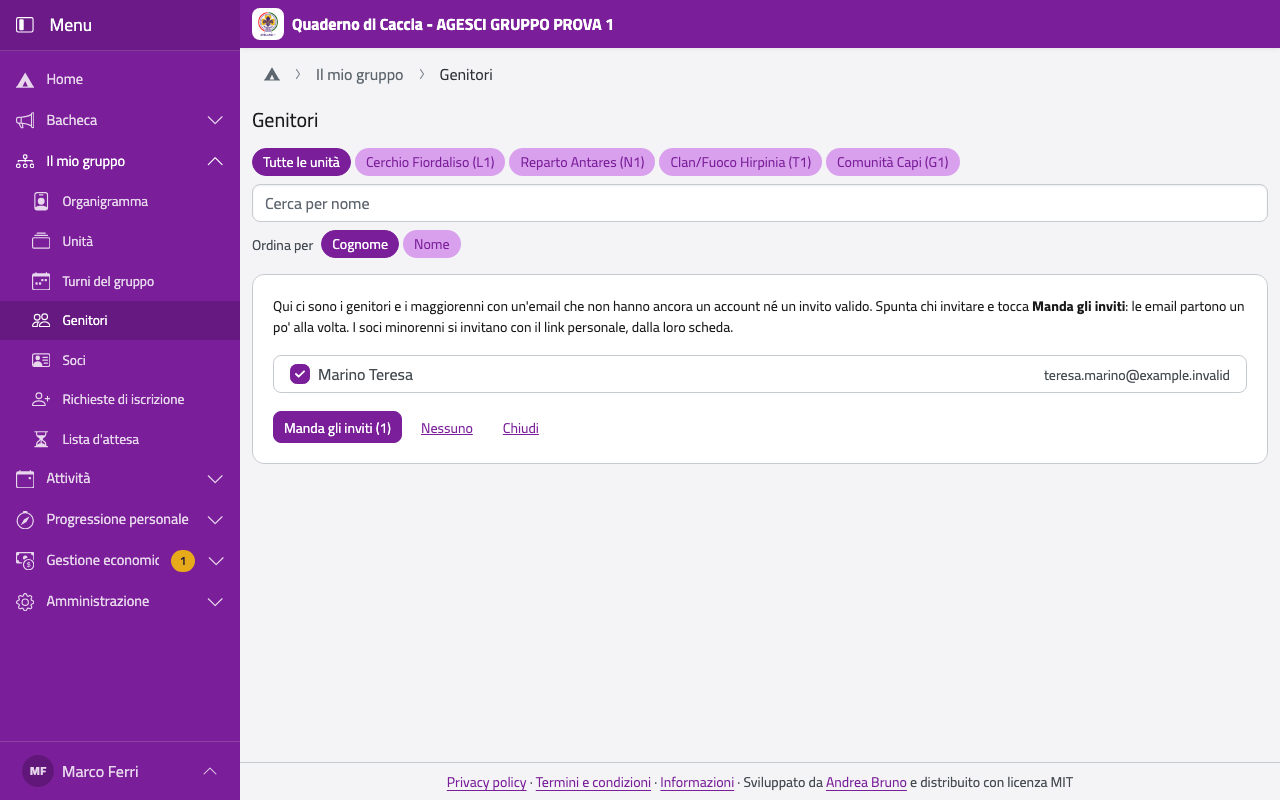 Menu
Quaderno di Caccia - AGESCI GRUPPO PROVA 1
Home
Bacheca
Il mio gruppo
Organigramma
Unità
Turni del gruppo
Genitori
Soci
Richieste di iscrizione
Lista d'attesa
Attività
Progressione personale
Gestione economic
1
Amministrazione
MF
Marco Ferri
Il mio gruppo
Genitori
Genitori
Tutte le unità
Cerchio Fiordaliso (L1)
Reparto Antares (N1)
Clan/Fuoco Hirpinia (T1)
Comunità Capi (G1)
Cerca per nome
Ordina per
Cognome
Nome
Qui ci sono i genitori e i maggiorenni con un'email che non hanno ancora un account né un invito valido. Spunta chi invitare e tocca Manda gli inviti: le email partono un
po' alla volta. I soci minorenni si invitano con il link personale, dalla loro scheda.
Marino Teresa
teresa.marino@example.invalid
Manda gli inviti (1)
Nessuno
Chiudi
Privacy policy · Termini e condizioni · Informazioni · Sviluppato da Andrea Bruno e distribuito con licenza MIT